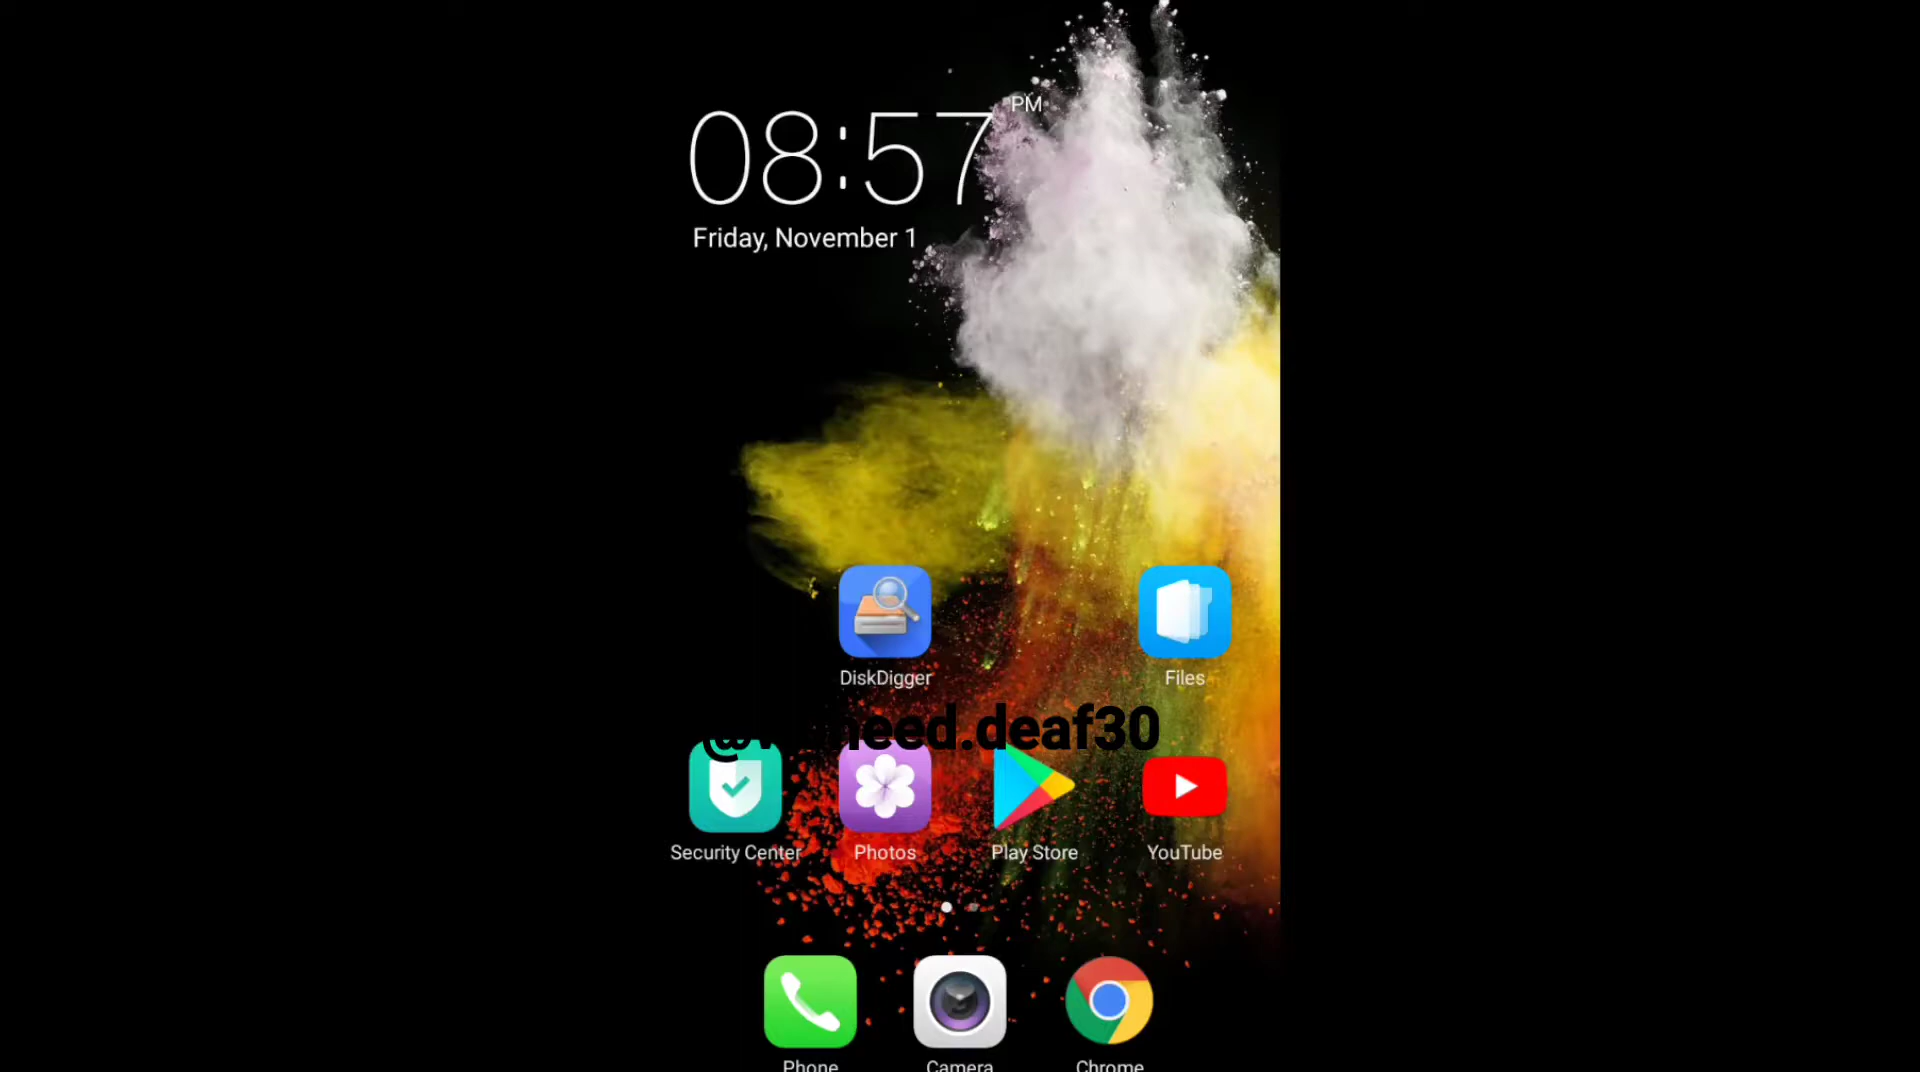 PM
08:57
Friday, November 1
DiskDigger
Files
Security Center
Photos
Play Store
YouTube
Phone
Camera
Chrome